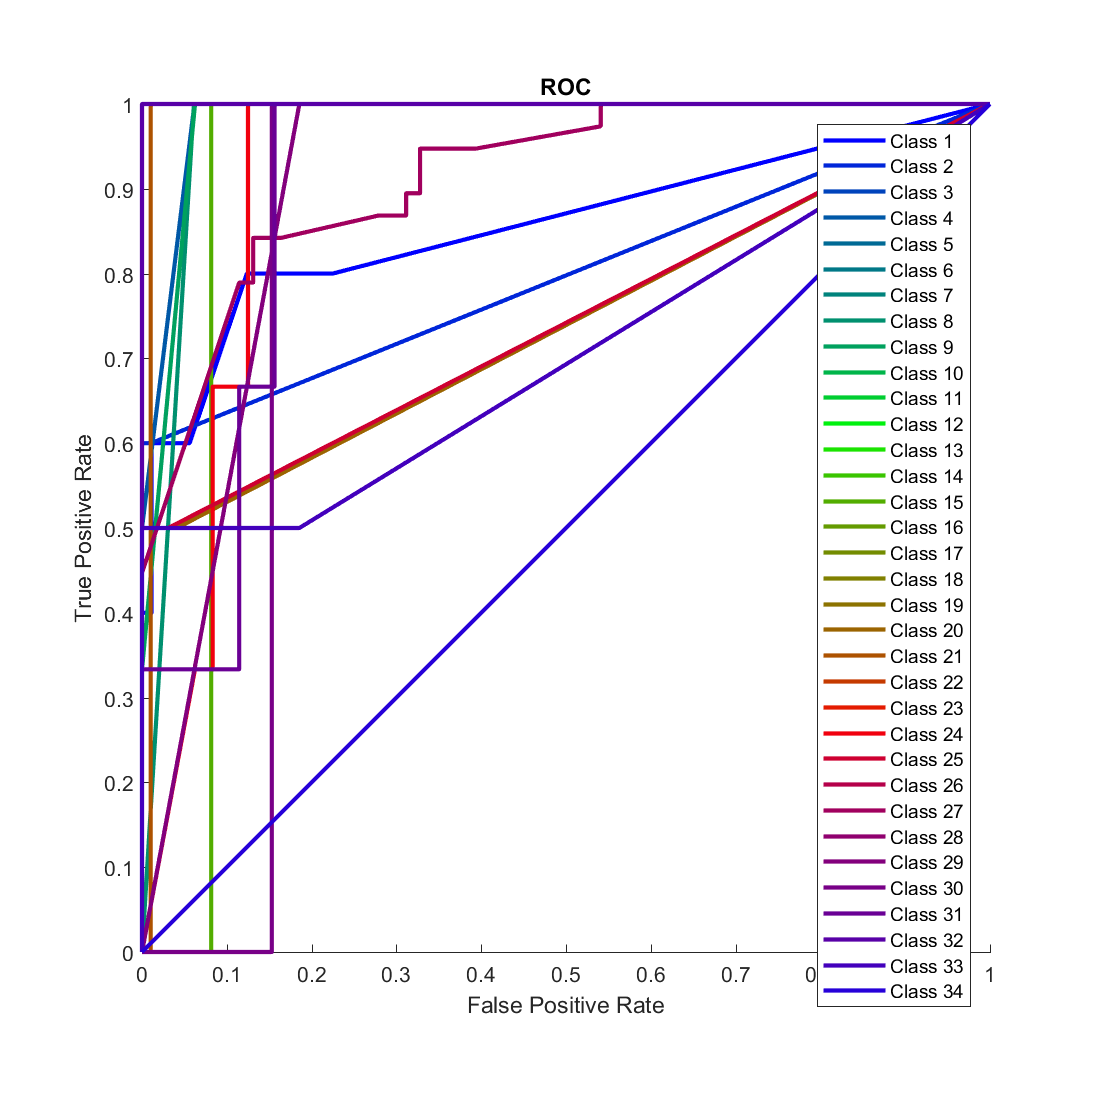 ROC
1
0.9
0.8
0.7
0.6
0.5
0.4
0.3
0.2
0.1
0
True Positive Rate
0 0.1 0.2 0.3 0.4 0.5 0.6 0.7 1
False Positive Rate
Class 1
Class 2
Class 3
Class 4
Class 5
Class 6
Class 7
Class 8
Class 9
Class 10
Class 11
Class 12
Class 13
Class 14
Class 15
Class 16
Class 17
Class 18
Class 19
Class 20
Class 21
Class 22
Class 23
Class 24
Class 25
Class 26
Class 27
Class 28
Class 29
Class 30
Class 31
Class 32
Class 33
Class 34